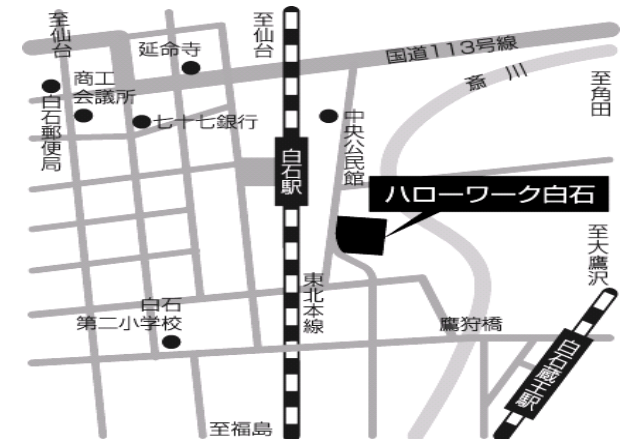 至仙台
至仙台
延命寺
国道113号線
斎川
至角田
商工
会議所
白石郵便局
七十七銀行
中央公民館
白石駅
ハローワーク白石
至大鷹沢
東北本線
白石
第二小学校
鷹狩橋
白石蔵王駅
至福島